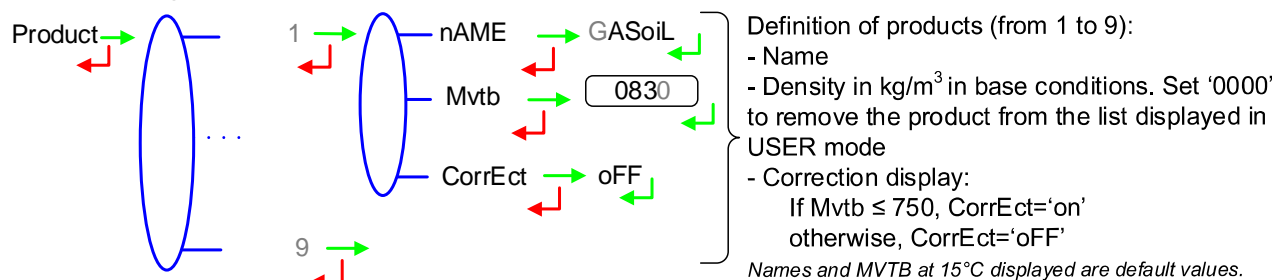 Product
1
nAME
GASoiL
Mvtb
0830
. . .
CorrEct
oFF
9
Definition of products (from 1 to 9):
- Name
- Density in kg/m³ in base conditions. Set ‘0000’
to remove the product from the list displayed in
USER mode
- Correction display:
If Mvtb ≤ 750, CorrEct=‘on’
otherwise, CorrEct=‘oFF’
Names and MVTB at 15°C displayed are default values.